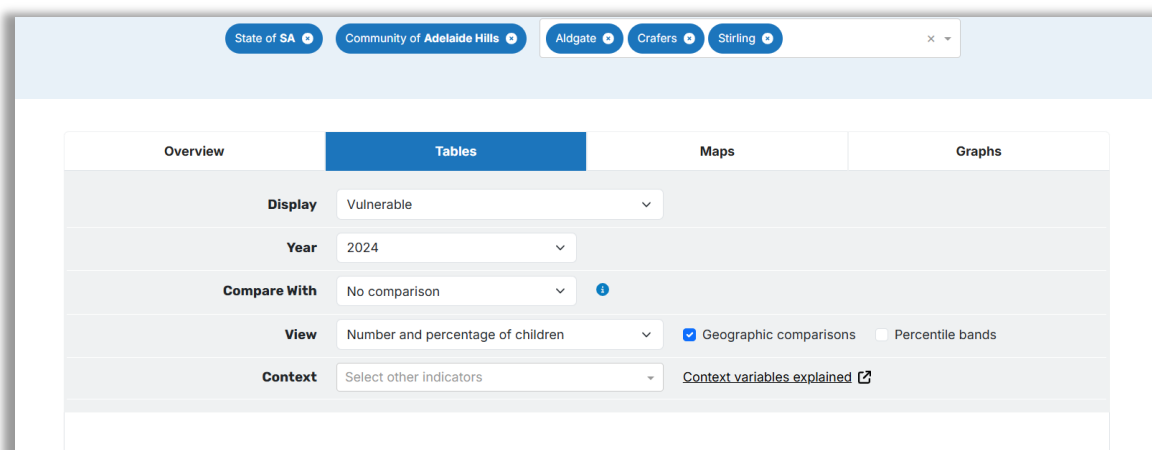 State of SA Community of Adelaide Hills Aldgate Crafers Stirling
Overview Tables Maps Graphs
Display Vulnerable
Year 2024
Compare With No comparison
View Number and percentage of children Geographic comparisons Percentile bands
Context Select other indicators Context variables explained